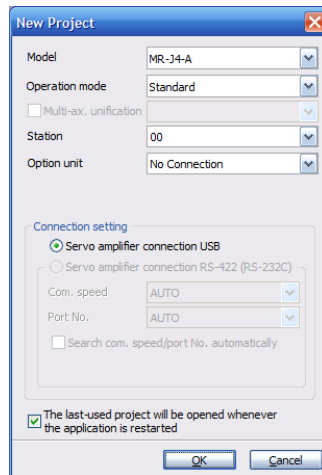 New Project
Model MR-J4-A
Operation mode Standard
Multi-ax. unification
Station 00
Option unit No Connection
Connection setting
Servo amplifier connection USB
Servo amplifier connection RS-422 (RS-232C)
Com. speed AUTO
Port No. AUTO
Search com. speed/port No. automatically
The last-used project will be opened whenever
the application is restarted
OK Cancel